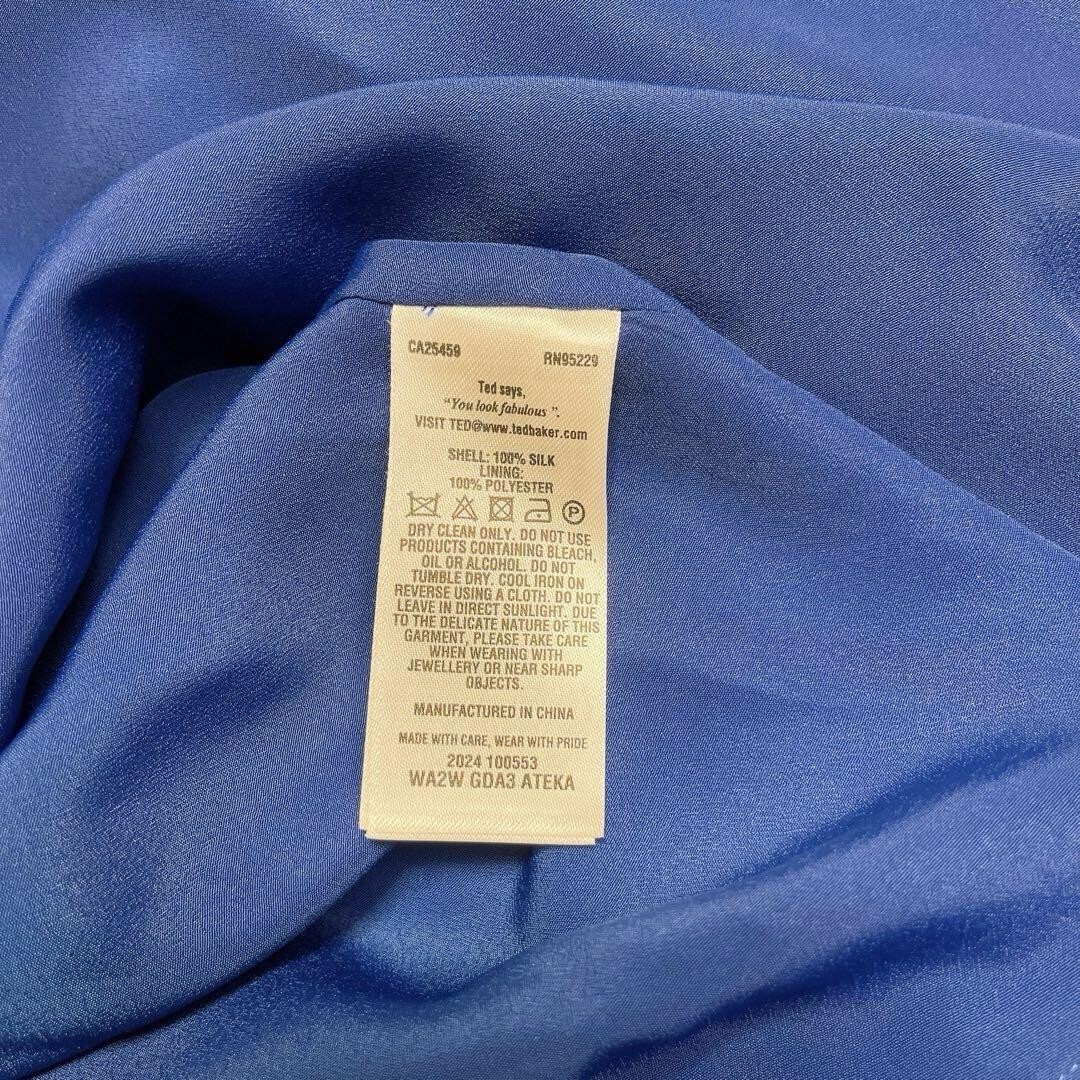 CA25459 RN95229
Ted says,
"You look fabulous ".
VISIT TED@www.tedbaker.com
SHELL: 100% SILK
LINING:
100% POLYESTER
P
DRY CLEAN ONLY. DO NOT USE
PRODUCTS CONTAINING BLEACH,
OIL OR ALCOHOL. DO NOT
TUMBLE DRY. COOL IRON ON
REVERSE USING A CLOTH. DO NOT
LEAVE IN DIRECT SUNLIGHT. DUE
TO THE DELICATE NATURE OF THIS
GARMENT, PLEASE TAKE CARE
WHEN WEARING WITH
JEWELLERY OR NEAR SHARP
OBJECTS.
MANUFACTURED IN CHINA
MADE WITH CARE, WEAR WITH PRIDE
2024 100553
WA2W GDA3 ATEKA